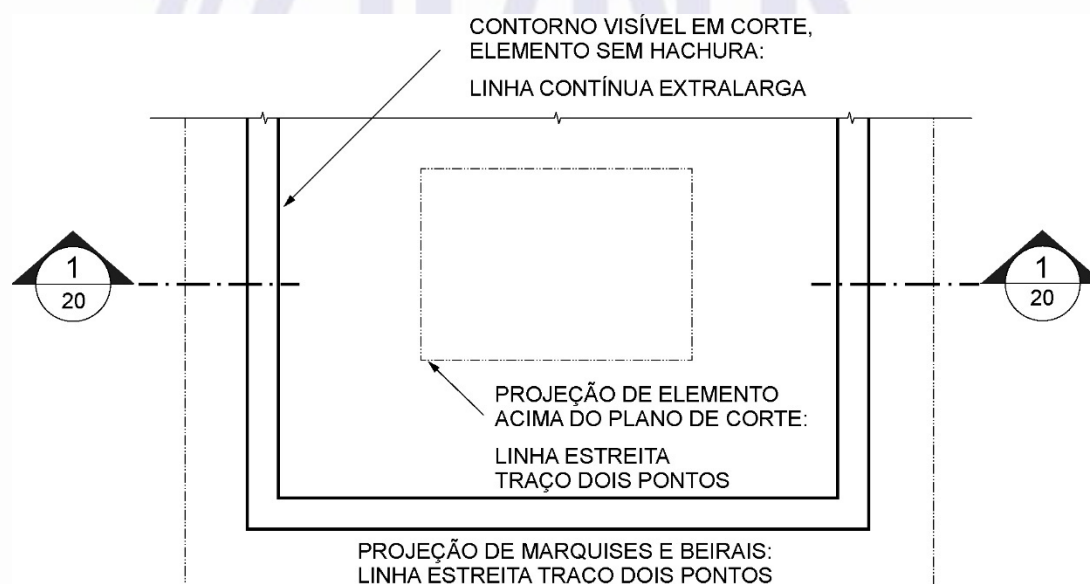 CONTORNO VISÍVEL EM CORTE,
ELEMENTO SEM HACHURA:
LINHA CONTÍNUA EXTRALARGA
1
20
1
20
PROJEÇÃO DE ELEMENTO
ACIMA DO PLANO DE CORTE:
LINHA ESTREITA
TRAÇO DOIS PONTOS
PROJEÇÃO DE MARQUISES E BEIRAIS:
LINHA ESTREITA TRAÇO DOIS PONTOS